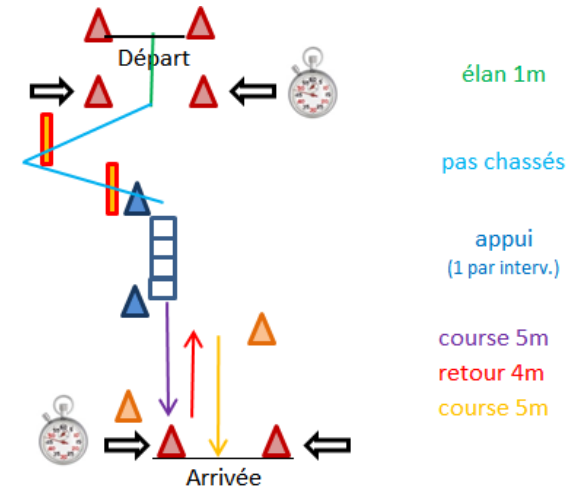 Départ
élan 1m
pas chassés
appui
(1 par interv.)
course 5m
retour 4m
course 5m
Arrivée